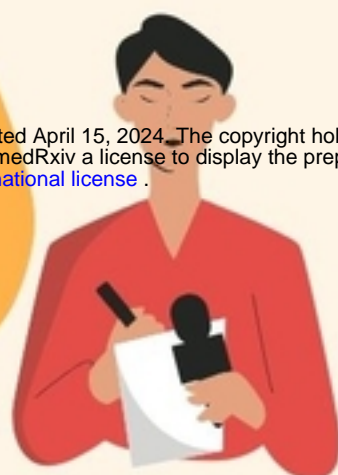 ted April 15, 2024. The copyright hol
medRxiv a license to display the prep
national license .